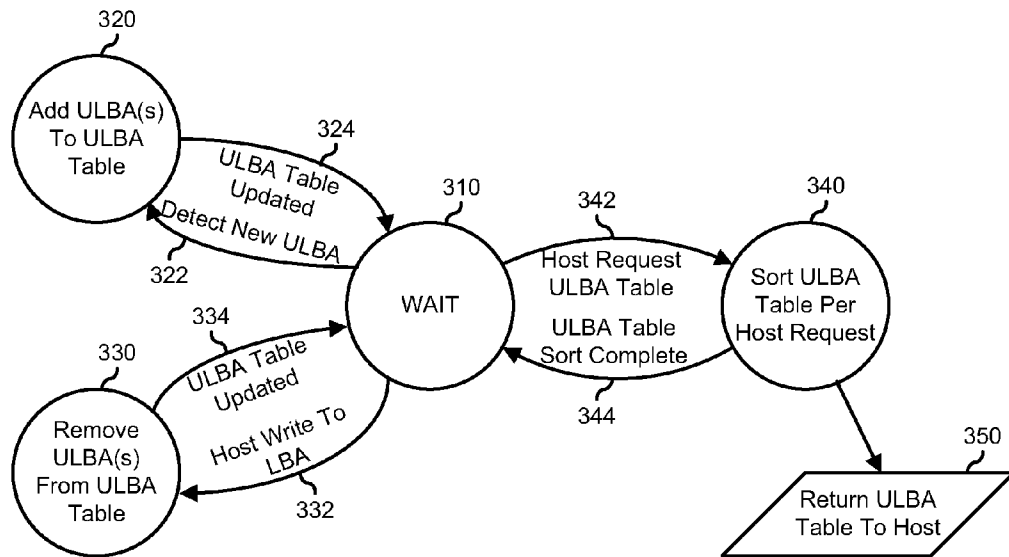 320
Add ULBA(s)
To ULBA
Table
324
ULBA Table
Updated
Detect New ULBA
322
310
WAIT
342
Host Request
ULBA Table
ULBA Table
Sort Complete
344
340
Sort ULBA
Table Per
Host Request
334
ULBA Table
Updated
330
Remove
ULBA(s)
From ULBA
Table
Host Write To
LBA
332
350
Return ULBA
Table To Host